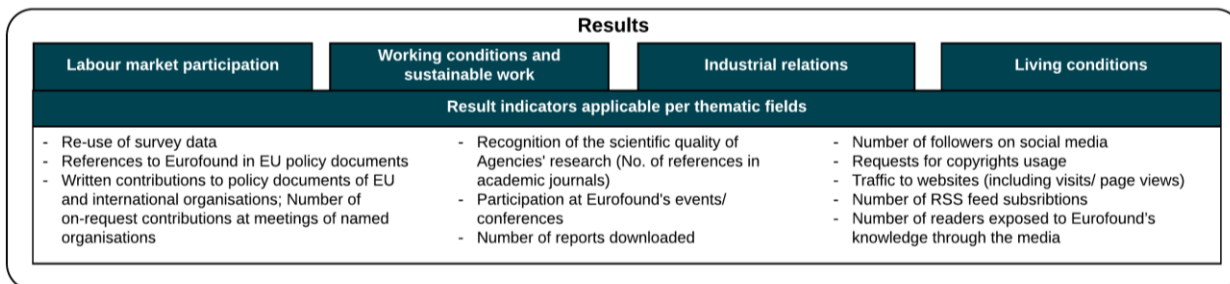 Results
Labour market participation
Working conditions and
sustainable work
Industrial relations
Living conditions
Result indicators applicable per thematic fields
- Re-use of survey data
- References to Eurofound in EU policy documents
- Written contributions to policy documents of EU
and international organisations; Number of
on-request contributions at meetings of named
organisations
- Recognition of the scientific quality of
Agencies' research (No. of references in
academic journals)
- Participation at Eurofound's events/
conferences
- Number of reports downloaded
- Number of followers on social media
- Requests for copyrights usage
- Traffic to websites (including visits/ page views)
- Number of RSS feed subsribtions
- Number of readers exposed to Eurofound's
knowledge through the media